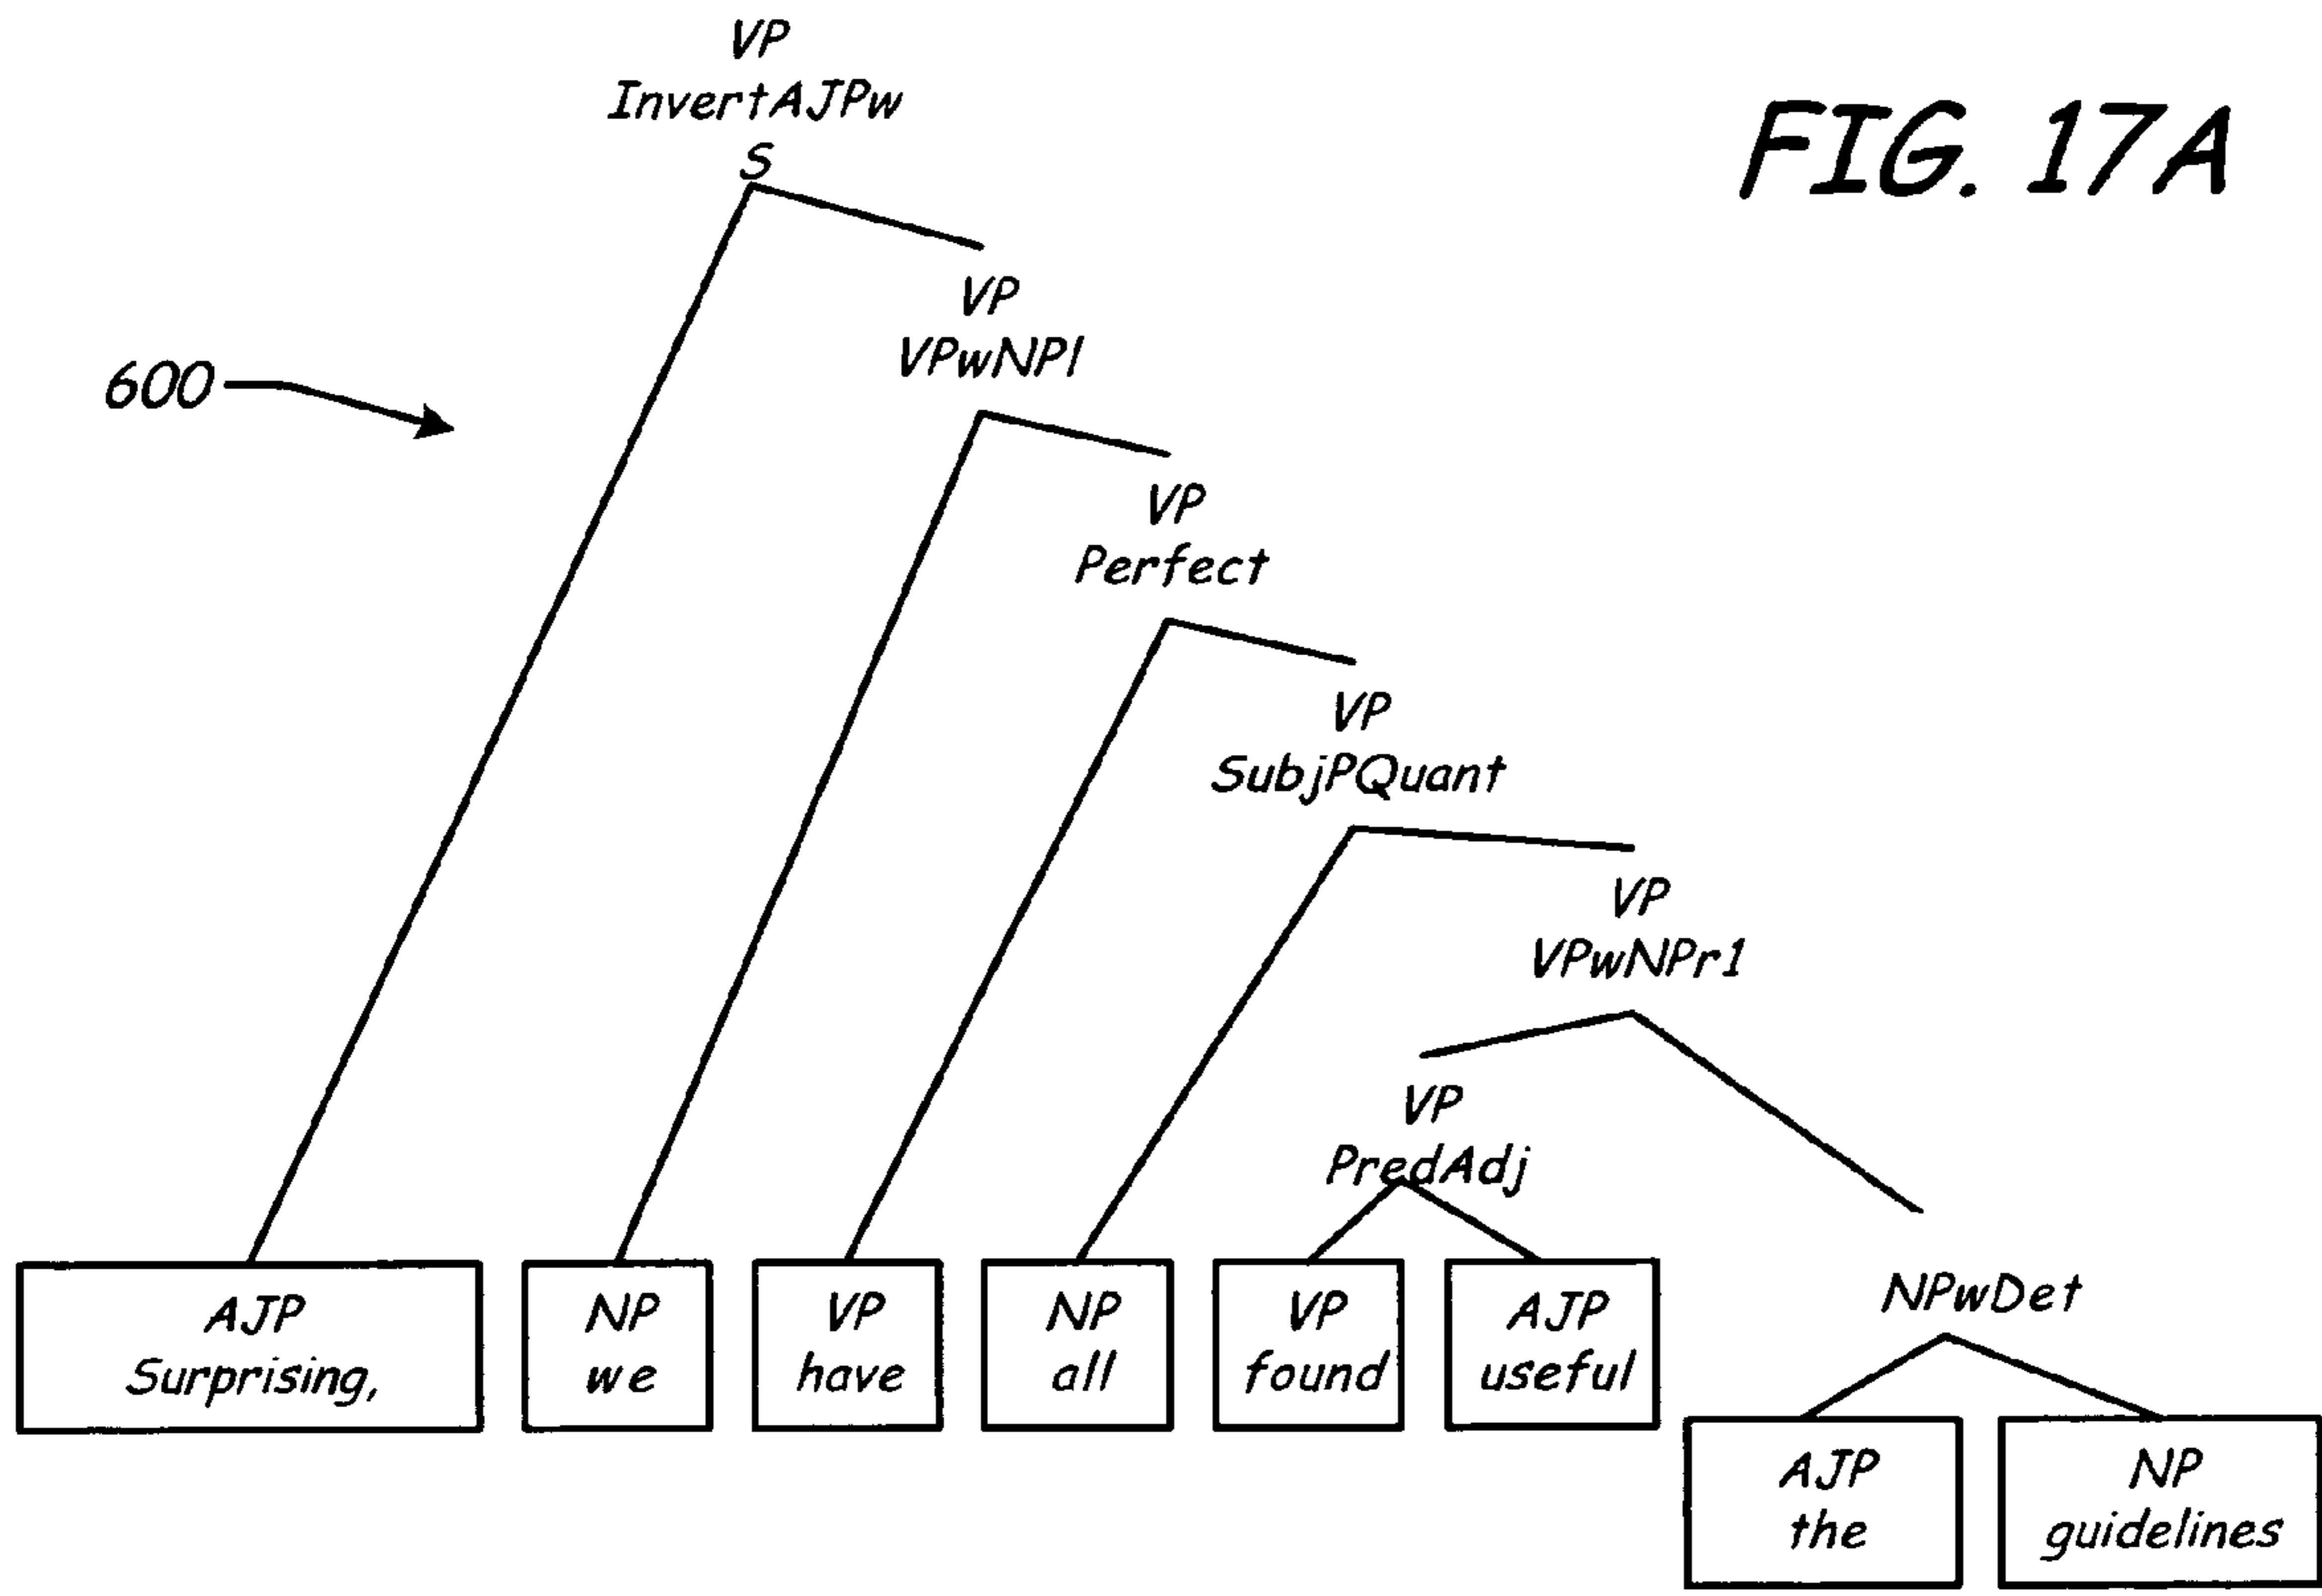 VP
InvertAJPw
S
FIG. 17A
VP
VPwNPl
600
VP
Perfect
VP
SubjPQuant
VP
VPwNPr1
VP
PredAdj
AJP
Surprising,
NP
we
VP
have
NP
all
VP
found
AJP
useful
NPwDet
AJP
the
NP
guidelines